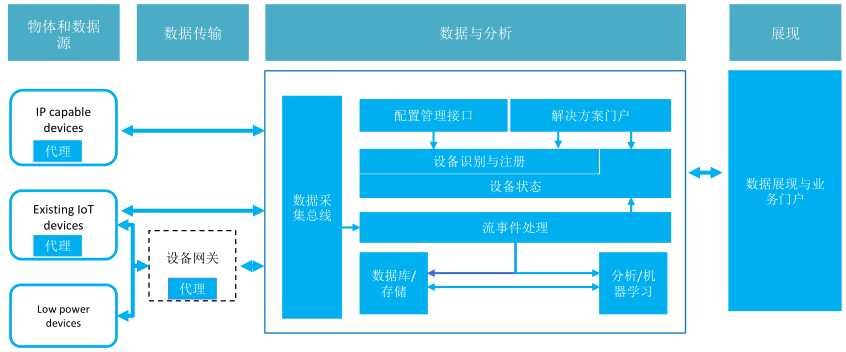 物体和数据
源
数据传输
数据与分析
展现
IP capable
devices
代理
Existing IoT
devices
代理
Low power
devices
设备网关
代理
数据采
集总线
配置管理接口
解决方案门户
设备识别与注册
设备状态
流事件处理
数据库/
存储
分析/机
器学习
数据展现与业
务门户